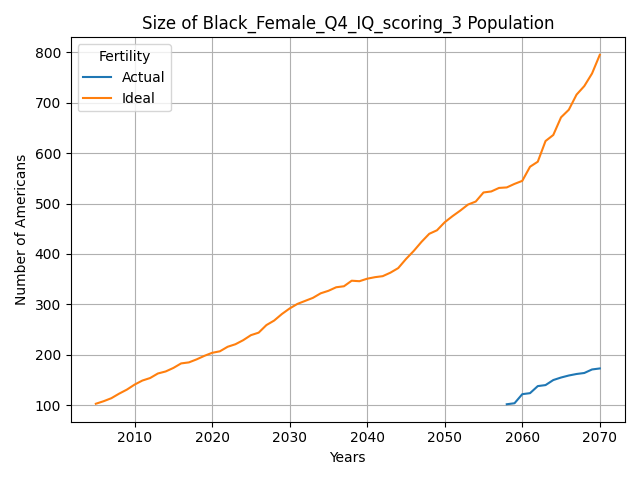 Size of Black_Female_Q4_IQ_scoring_3 Population
Fertility
Actual
Ideal
Number of Americans
800
700
600
500
400
300
200
100
2010 2020 2030 2040 2050 2060 2070
Years